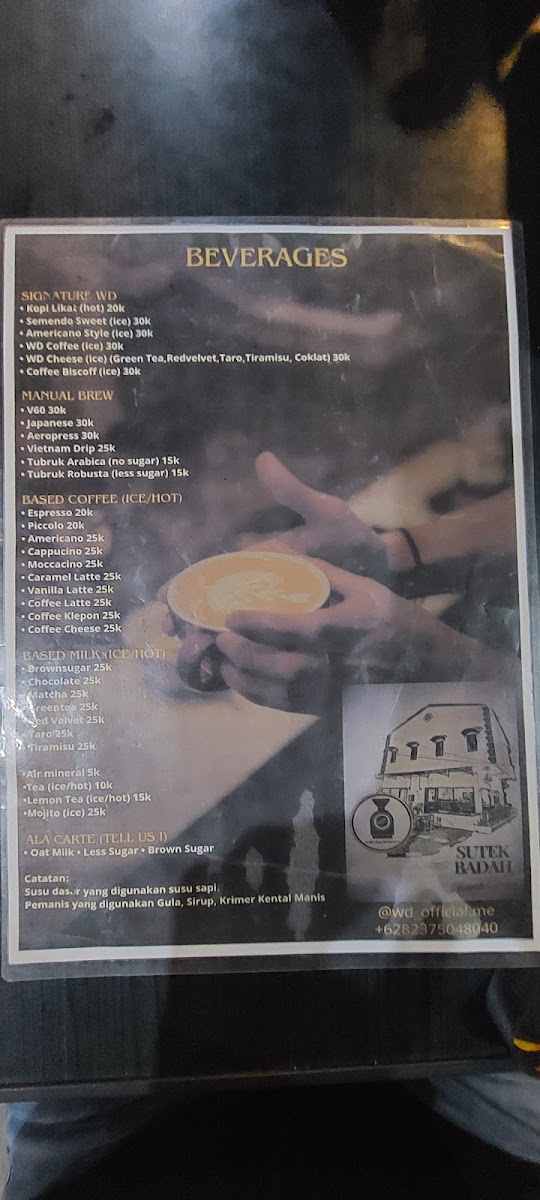 BEVERAGES
SIGNATURE WD
• Kopi Likat (hot) 20k
• Semendo Sweet (ice) 30k
• Americano Style (ice) 30k
• WD Coffee (ice) 30k
• WD Cheese (ice) (Green Tea,Redvelvet,Taro,Tiramisu, Coklat) 30k
• Coffee Biscoff (ice) 30k
MANUAL BREW
• V60 30k
• Japanese 30k
• Aeropress 30k
• Vietnam Drip 25k
• Tubruk Arabica (no sugar) 15k
• Tubruk Robusta (less sugar) 15k
BASED COFFEE (ICE/HOT)
• Espresso 20k
• Piccolo 20k
• Americano 25k
• Cappucino 25k
• Moccacino 25k
• Caramel Latte 25k
• Vanilla Latte 25k
• Coffee Latte 25k
• Coffee Klepon 25k
• Coffee Cheese 25k
BASED MILK (ICE/HOT)
• Brownsugar 25k
• Chocolate 25k
• Matcha 25k
• Greentea 25k
• Red Velvet 25k
• Taro 25k
• Tiramisu 25k
•Air mineral 5k
•Tea (ice/hot) 10k
•Lemon Tea (ice/hot) 15k
•Mojito (ice) 25k
ALA CARTE (TELL US !)
• Oat Milk • Less Sugar • Brown Sugar
Catatan:
Susu dasar yang digunakan susu sapi.
Pemanis yang digunakan Gula, Sirup, Krimer Kental Manis
SUTEK
BADAH
@wd_official.me
+6282375048040